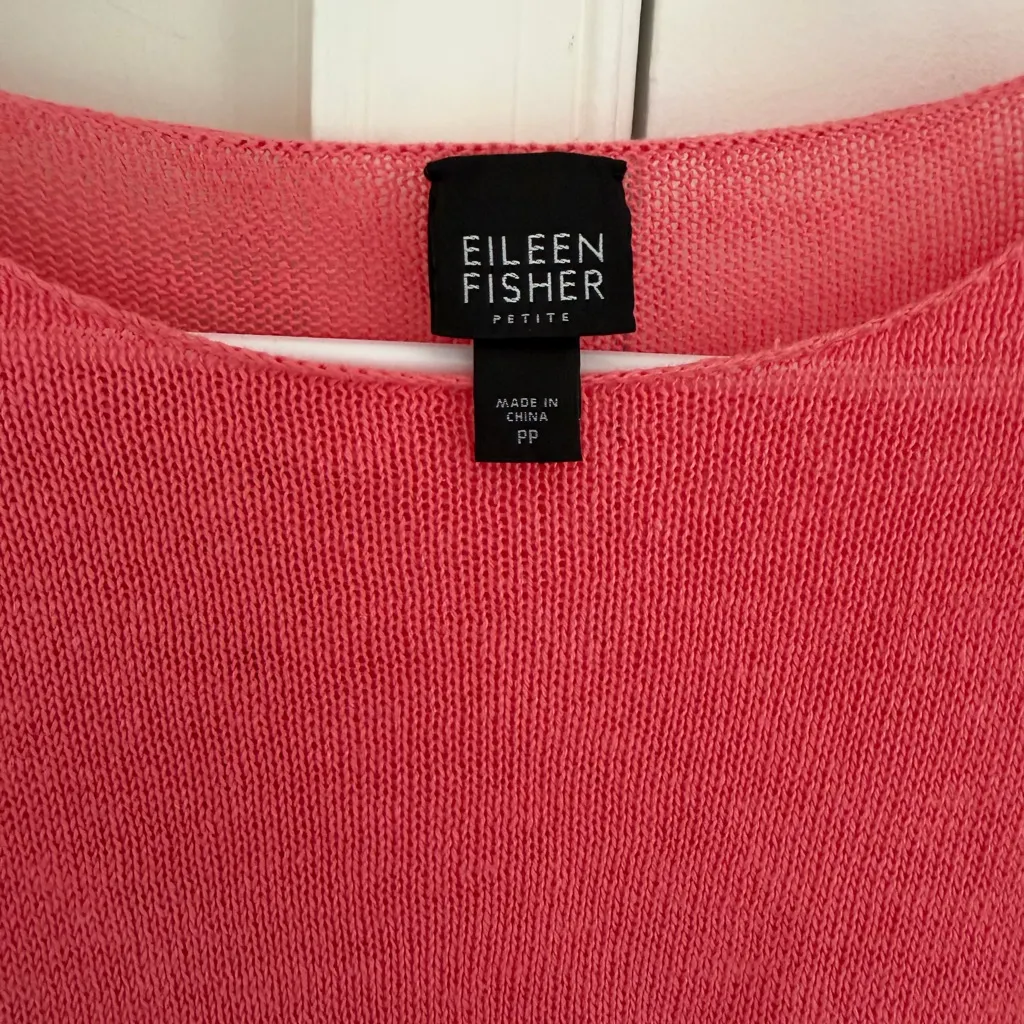 EILEEN
FISHER
PETITE
MADE IN
CHINA
PP